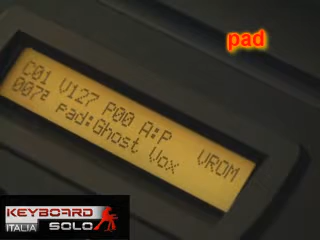 pad
C01 V127 P00 A:P VROM
007ª Pad:Ghost Vox
KEYBOARD
ITALIA SOLO